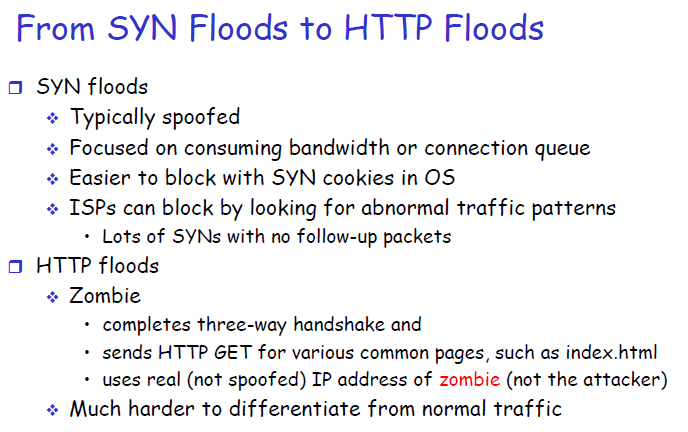 From SYN Floods to HTTP Floods
SYN floods
Typically spoofed
Focused on consuming bandwidth or connection queue
Easier to block with SYN cookies in OS
ISPs can block by looking for abnormal traffic patterns
• Lots of SYNs with no follow-up packets
HTTP floods
Zombie
• completes three-way handshake and
• sends HTTP GET for various common pages, such as index.html
• uses real (not spoofed) IP address of zombie (not the attacker)
Much harder to differentiate from normal traffic